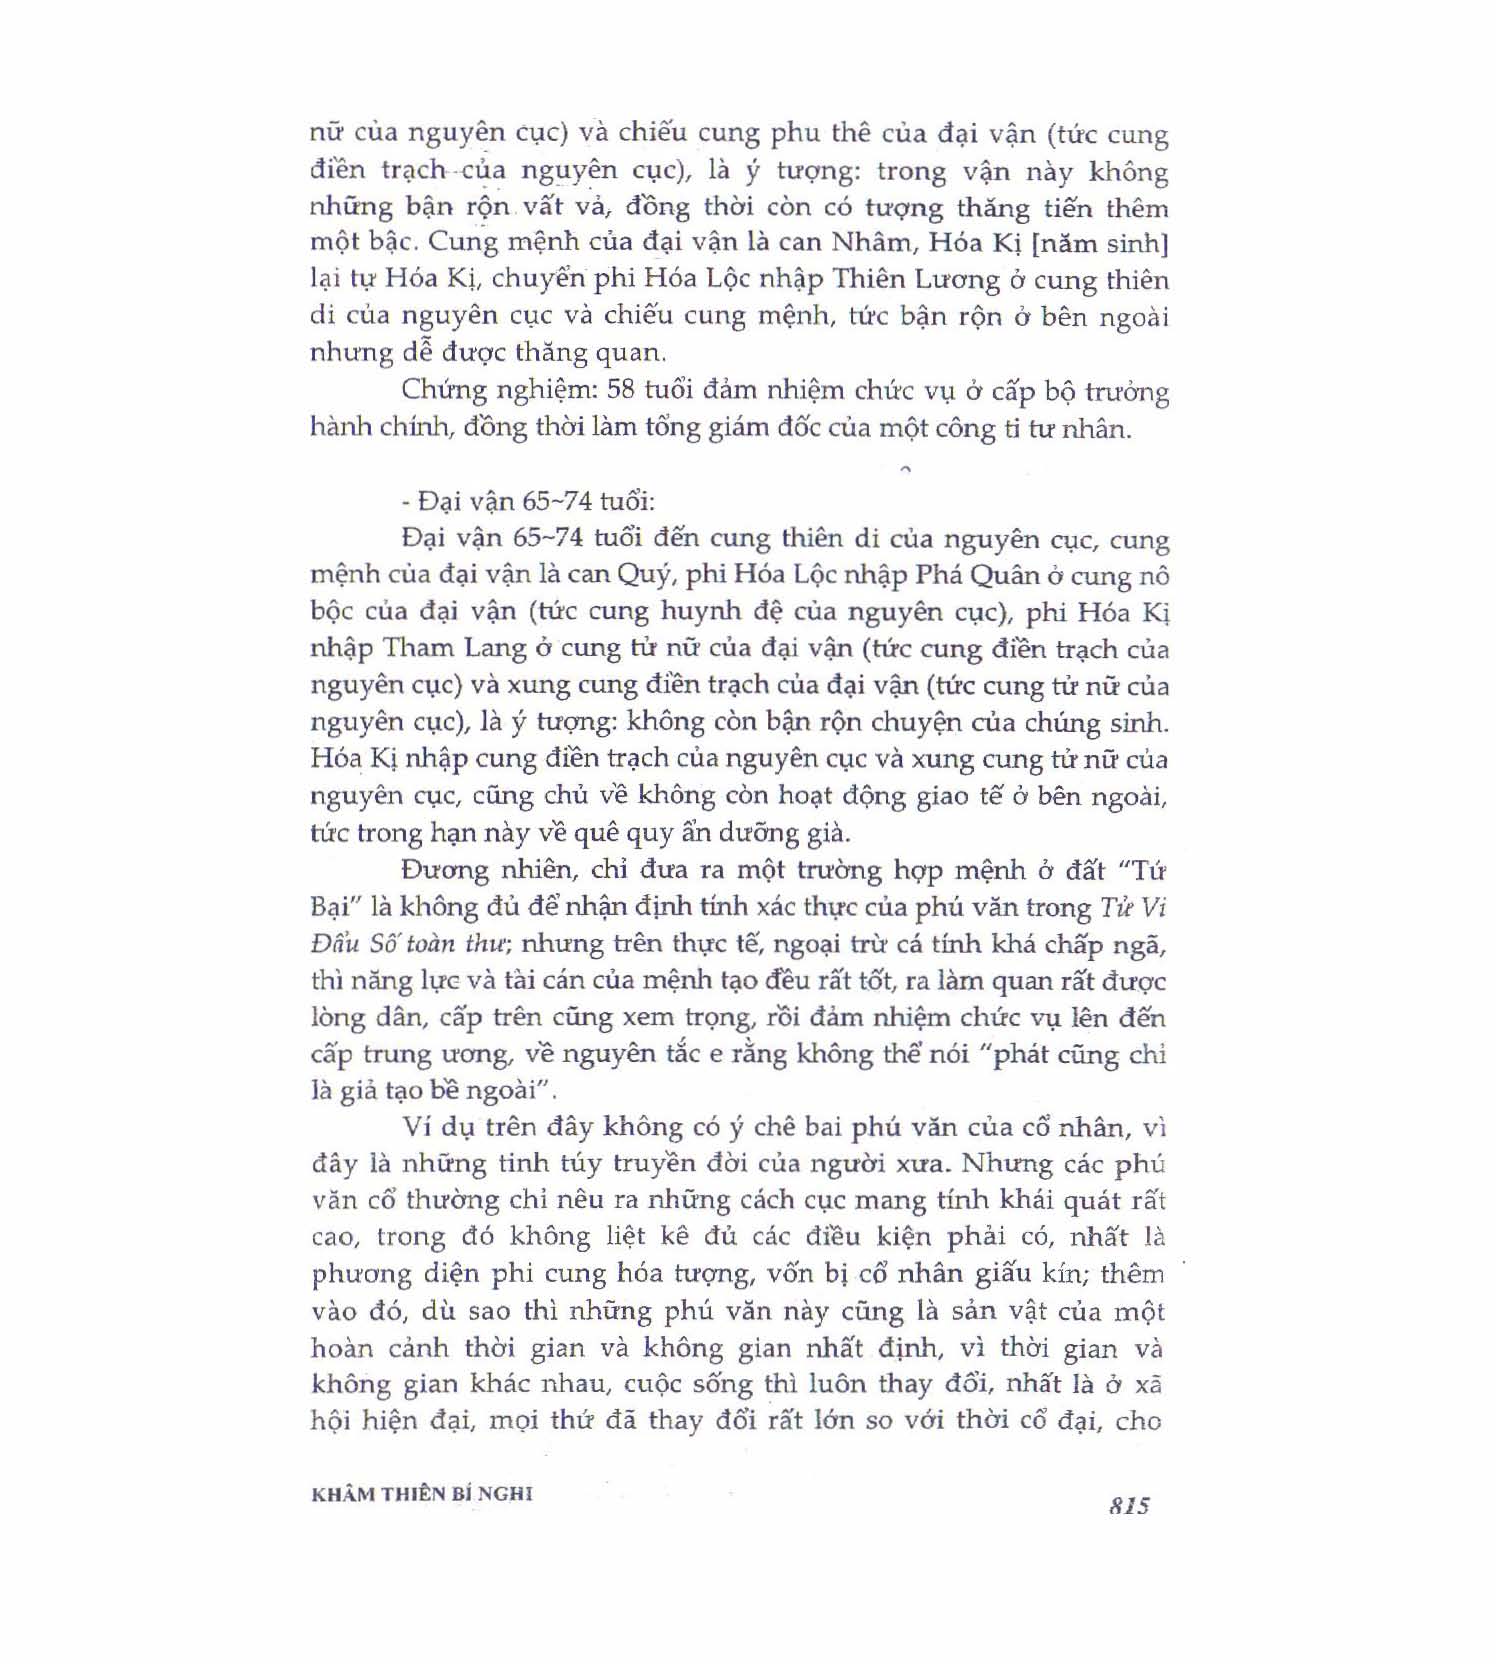 nữ của nguyên cục) và chiếu cung phu thê của đại vận (tức cung
điền trạch của nguyên cục), là ý tượng: trong vận này không
những bận rộn vất vả, đồng thời còn có tượng thăng tiến thêm
một bậc. Cung mệnh của đại vận là can Nhâm, Hóa Kị [năm sinh]
lại tự Hóa Kị, chuyển phi Hóa Lộc nhập Thiên Lương ở cung thiên
di của nguyên cục và chiếu cung mệnh, tức bận rộn ở bên ngoài
nhưng dễ được thăng quan.
Chứng nghiệm: 58 tuổi đảm nhiệm chức vụ ở cấp bộ trưởng
hành chính, đồng thời làm tổng giám đốc của một công ti tư nhân.
- Đại vận 65~74 tuổi:
Đại vận 65~74 tuổi đến cung thiên di của nguyên cục, cung
mệnh của đại vận là can Quý, phi Hóa Lộc nhập Phá Quân ở cung nô
bộc của đại vận (tức cung huynh đệ của nguyên cục), phi Hóa Kị
nhập Tham Lang ở cung tử nữ của đại vận (tức cung điền trạch của
nguyên cục) và xung cung điền trạch của đại vận (tức cung tử nữ của
nguyên cục), là ý tượng: không còn bận rộn chuyện của chúng sinh.
Hóa Kị nhập cung điền trạch của nguyên cục và xung cung tử nữ của
nguyên cục, cũng chủ về không còn hoạt động giao tế ở bên ngoài,
tức trong hạn này về quê quy ẩn dưỡng già.
Đương nhiên, chỉ đưa ra một trường hợp mệnh ở đất "Tứ
Bại" là không đủ để nhận định tính xác thực của phú văn trong Tử Vi
Đẩu Số toàn thư; nhưng trên thực tế, ngoại trừ cá tính khá chấp ngã,
thì năng lực và tài cán của mệnh tạo đều rất tốt, ra làm quan rất được
lòng dân, cấp trên cũng xem trọng, rồi đảm nhiệm chức vụ lên đến
cấp trung ương, về nguyên tắc e rằng không thể nói "phát cũng chỉ
là giả tạo bề ngoài".
Ví dụ trên đây không có ý chê bai phú văn của cổ nhân, vì
đây là những tinh túy truyền đời của người xưa. Nhưng các phú
văn cổ thường chỉ nêu ra những cách cục mang tính khái quát rất
cao, trong đó không liệt kê đủ các điều kiện phải có, nhất là
phương diện phi cung hóa tượng, vốn bị cổ nhân giấu kín; thêm
vào đó, dù sao thì những phú văn này cũng là sản vật của một
hoàn cảnh thời gian và không gian nhất định, vì thời gian và
không gian khác nhau, cuộc sống thì luôn thay đổi, nhất là ở xã
hội hiện đại, mọi thứ đã thay đổi rất lớn so với thời cổ đại, cho
KHÂM THIÊN BÍ NGHI
815